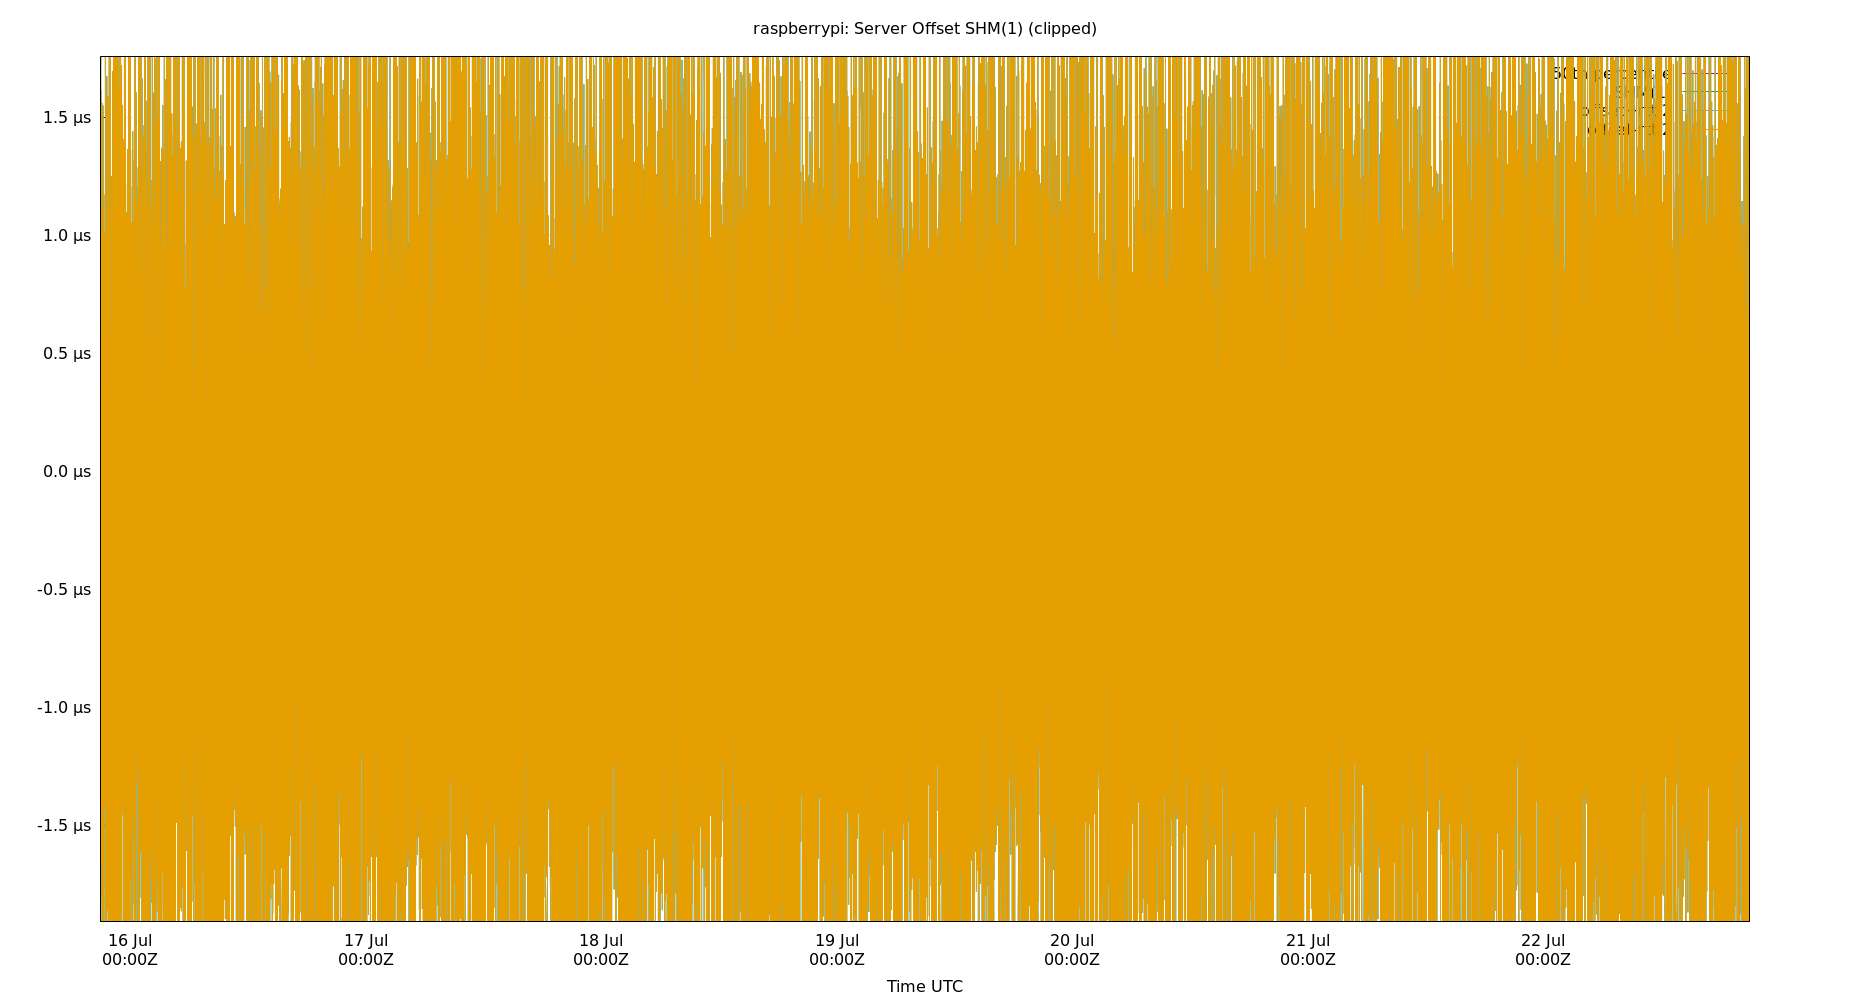 raspberrypi: Server Offset SHM(1) (clipped)
1.5 µs
1.0 µs
0.5 µs
0.0 µs
-0.5 µs
-1.0 µs
-1.5 µs
16 Jul 17 Jul 18 Jul 19 Jul 20 Jul 21 Jul 22 Jul
00:00Z 00:00Z 00:00Z 00:00Z 00:00Z 00:00Z 00:00Z
Time UTC